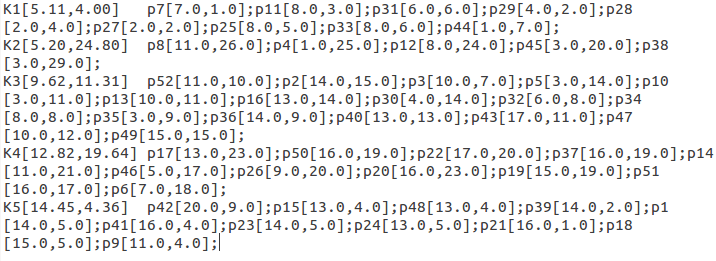 K1[5.11,4.00]   p7[7.0,1.0];p11[8.0,3.0];p31[6.0,6.0];p29[4.0,2.0];p28
[2.0,4.0];p27[2.0,2.0];p25[8.0,5.0];p33[8.0,6.0];p44[1.0,7.0];
K2[5.20,24.80]  p8[11.0,26.0];p4[1.0,25.0];p12[8.0,24.0];p45[3.0,20.0];p38
[3.0,29.0];
K3[9.62,11.31]  p52[11.0,10.0];p2[14.0,15.0];p3[10.0,7.0];p5[3.0,14.0];p10
[3.0,11.0];p13[10.0,11.0];p16[13.0,14.0];p30[4.0,14.0];p32[6.0,8.0];p34
[8.0,8.0];p35[3.0,9.0];p36[14.0,9.0];p40[13.0,13.0];p43[17.0,11.0];p47
[10.0,12.0];p49[15.0,15.0];
K4[12.82,19.64] p17[13.0,23.0];p50[16.0,19.0];p22[17.0,20.0];p37[16.0,19.0];p14
[11.0,21.0];p46[5.0,17.0];p26[9.0,20.0];p20[16.0,23.0];p19[15.0,19.0];p51
[16.0,17.0];p6[7.0,18.0];
K5[14.45,4.36]  p42[20.0,9.0];p15[13.0,4.0];p48[13.0,4.0];p39[14.0,2.0];p1
[14.0,5.0];p41[16.0,4.0];p23[14.0,5.0];p24[13.0,5.0];p21[16.0,1.0];p18
[15.0,5.0];p9[11.0,4.0];